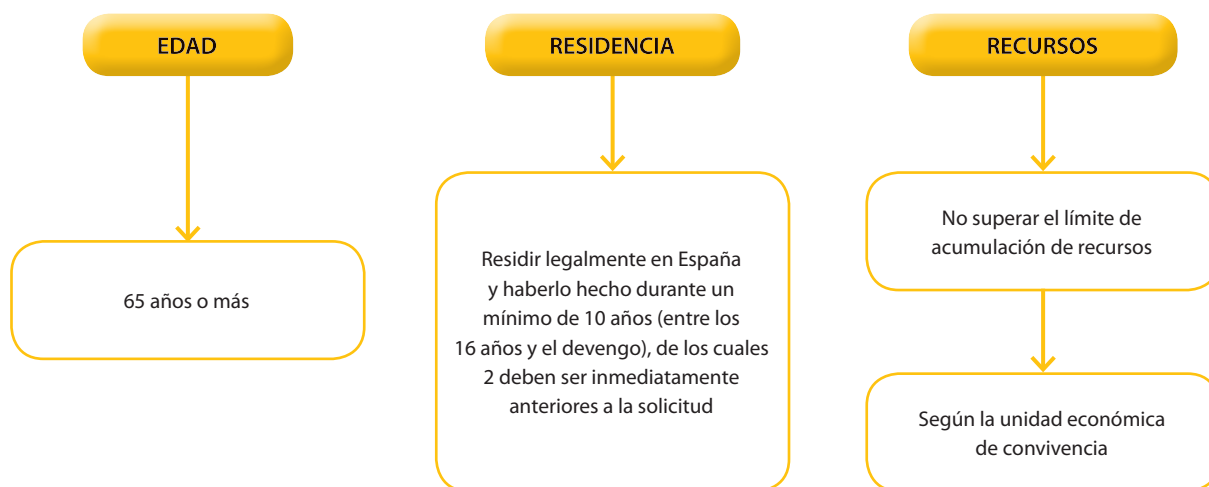 EDAD
65 años o más
RESIDENCIA
Residir legalmente en España
y haberlo hecho durante un
mínimo de 10 años (entre los
16 años y el devengo), de los cuales
2 deben ser inmediatamente
anteriores a la solicitud
RECURSOS
No superar el límite de
acumulación de recursos
Según la unidad económica
de convivencia